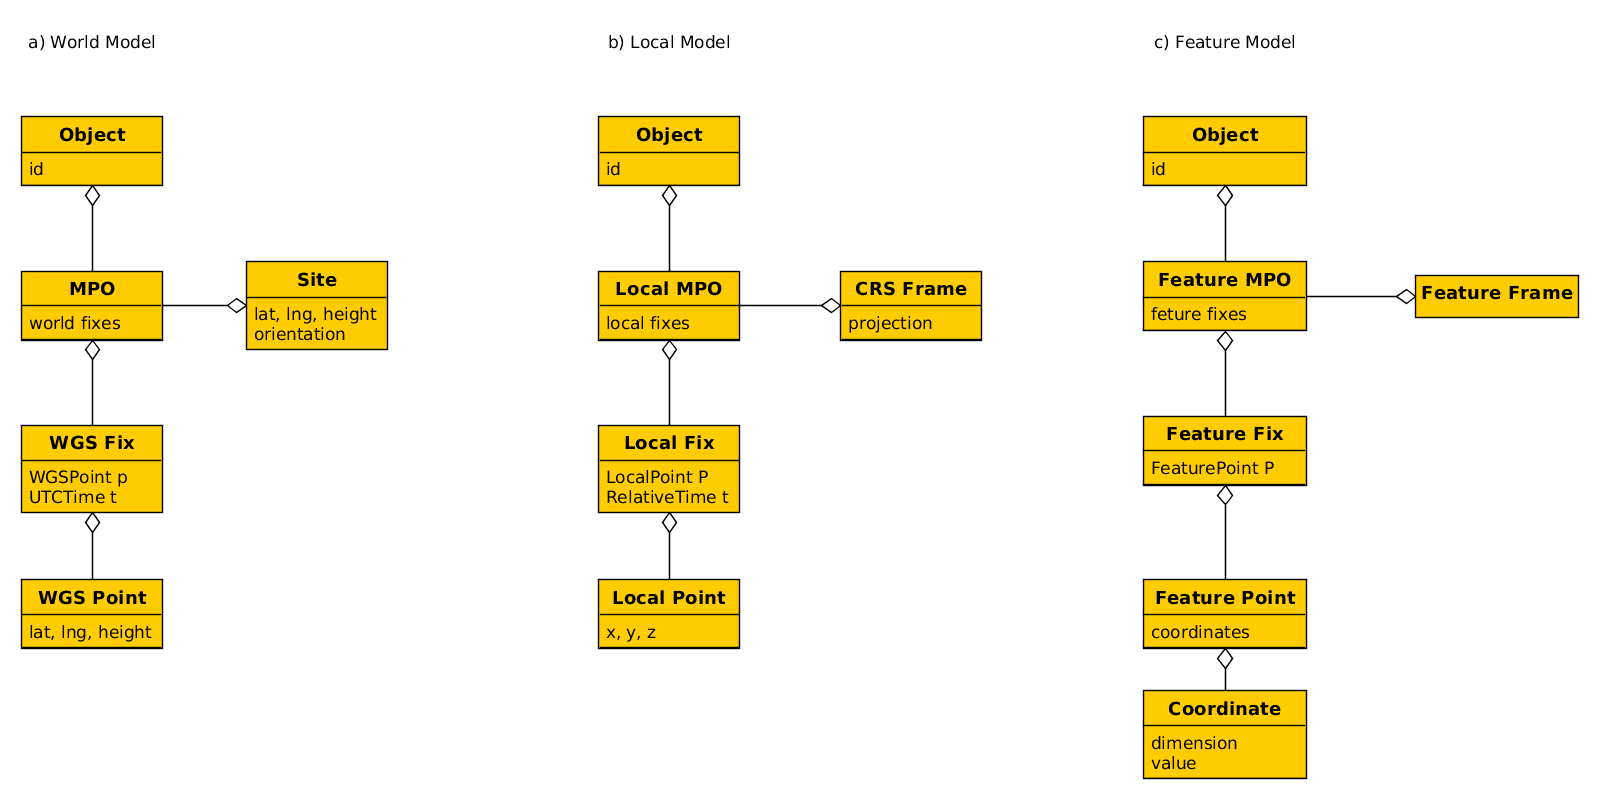 a) World Model
Object
id
MPO
world fixes
Site
lat, lng, height
orientation
WGS Fix
WGSPoint p
UTCTime t
WGS Point
lat, lng, height
b) Local Model
Object
id
Local MPO
local fixes
CRS Frame
projection
Local Fix
LocalPoint P
RelativeTime t
Local Point
x, y, z
c) Feature Model
Object
id
Feature MPO
feture fixes
Feature Frame
Feature Fix
FeaturePoint P
Feature Point
coordinates
Coordinate
dimension
value